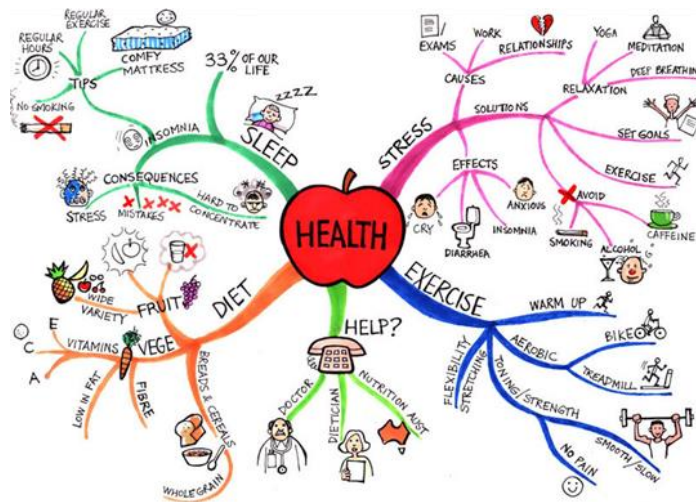 HEALTH
SLEEP
33% OF OUR
LIFE
ZZZZ
INSOMNIA
TIPS
REGULAR
EXERCISE
REGULAR
HOURS
COMFY
MATTRESS
NO SMOKING
CONSEQUENCES
STRESS
MISTAKES
HARD TO
CONCENTRATE
STRESS
CAUSES
EXAMS
WORK
RELATIONSHIPS
SOLUTIONS
RELAXATION
YOGA
MEDITATION
DEEP BREATHIN
SET GOALS
EXERCISE
AVOID
SMOKING
ALCOHOL
CAFFEINE
EFFECTS
CRY
DIARRHEA
INSOMNIA
ANXIOUS
EXERCISE
WARM UP
AEROBIC
BIKE
TREADMILL
TONING/STRENGTH
SMOOTH/SLOW
NO PAIN
FLEXIBILITY
STRETCHING
HELP?
DOCTOR
DIETICIAN
NUTRITION AUST
DIET
FRUIT
WIDE
VARIETY
VEGE
VITAMINS
E
C
A
LOW IN FAT
FIBRE
BREADS & CEREALS
WHOLEGRAIN